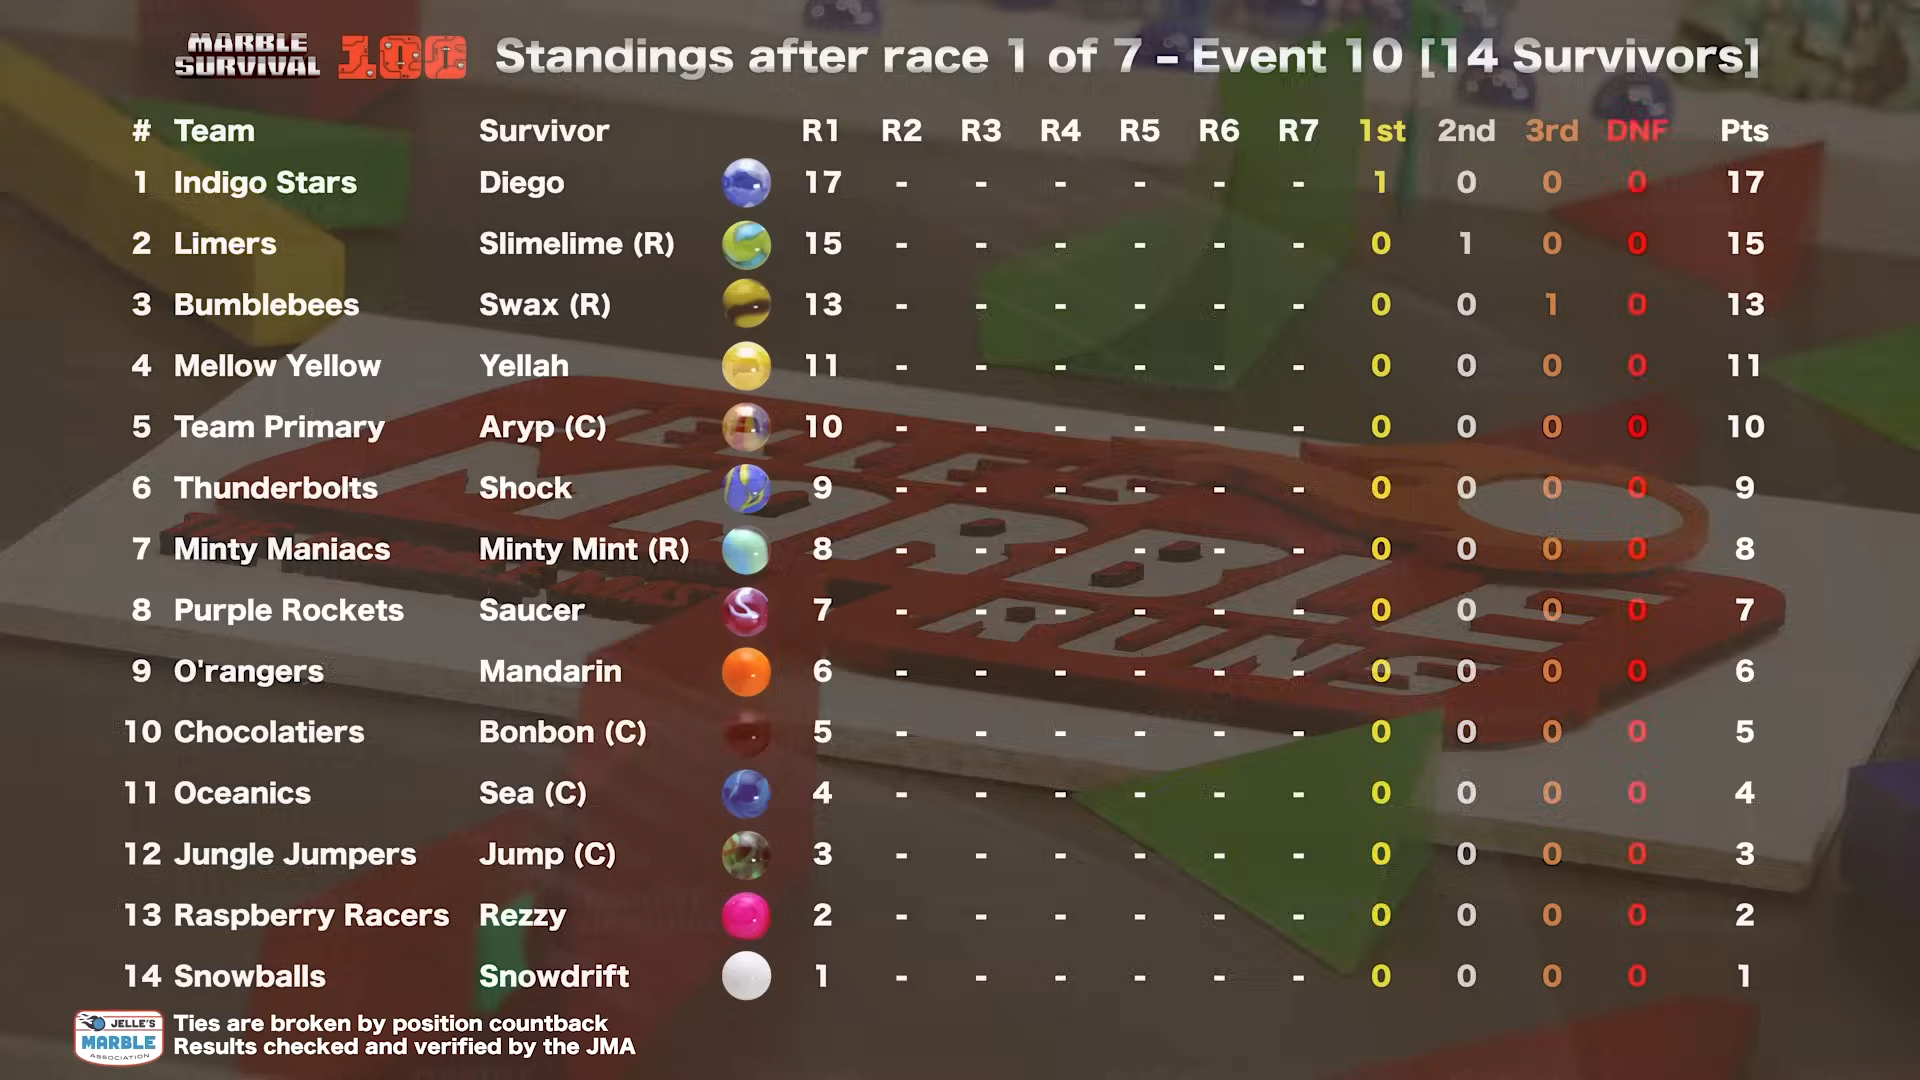 MARBLE SURVIVAL 100 Standings after race 1 of 7 – Event 10 [14 Survivors]
# Team Survivor R1 R2 R3 R4 R5 R6 R7 1st 2nd 3rd DNF Pts
1 Indigo Stars Diego 17 - - - - - - 1 0 0 0 17
2 Limers Slimelime (R) 15 - - - - - - 0 1 0 0 15
3 Bumblebees Swax (R) 13 - - - - - - 0 0 1 0 13
4 Mellow Yellow Yellah 11 - - - - - - 0 0 0 0 11
5 Team Primary Aryp (C) 10 - - - - - - 0 0 0 0 10
6 Thunderbolts Shock 9 - - - - - - 0 0 0 0 9
7 Minty Maniacs Minty Mint (R) 8 - - - - - - 0 0 0 0 8
8 Purple Rockets Saucer 7 - - - - - - 0 0 0 0 7
9 O'rangers Mandarin 6 - - - - - - 0 0 0 0 6
10 Chocolatiers Bonbon (C) 5 - - - - - - 0 0 0 0 5
11 Oceanics Sea (C) 4 - - - - - - 0 0 0 0 4
12 Jungle Jumpers Jump (C) 3 - - - - - - 0 0 0 0 3
13 Raspberry Racers Rezzy 2 - - - - - - 0 0 0 0 2
14 Snowballs Snowdrift 1 - - - - - - 0 0 0 0 1
JELLE'S
MARBLE
ASSOCIATION
Ties are broken by position countback
Results checked and verified by the JMA
JELLE'S
MARBLE
RUNS